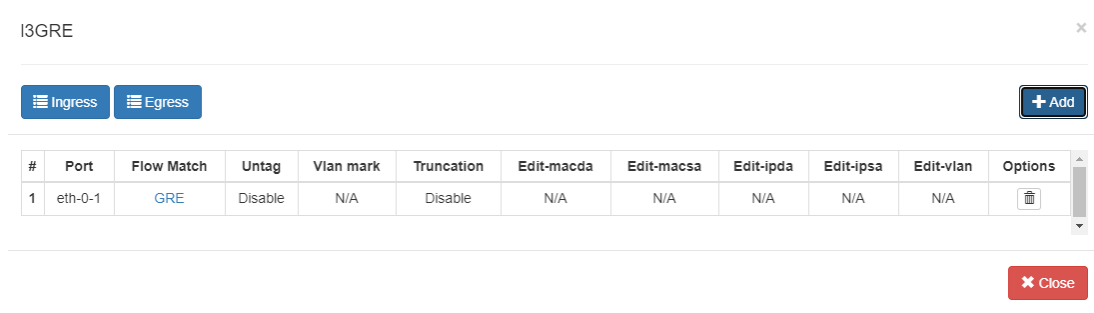 l3GRE ×
Ingress Egress Add
# Port Flow Match Untag Vlan mark Truncation Edit-macda Edit-macsa Edit-ipda Edit-ipsa Edit-vlan Options
1 eth-0-1 GRE Disable N/A Disable N/A N/A N/A N/A N/A
Close